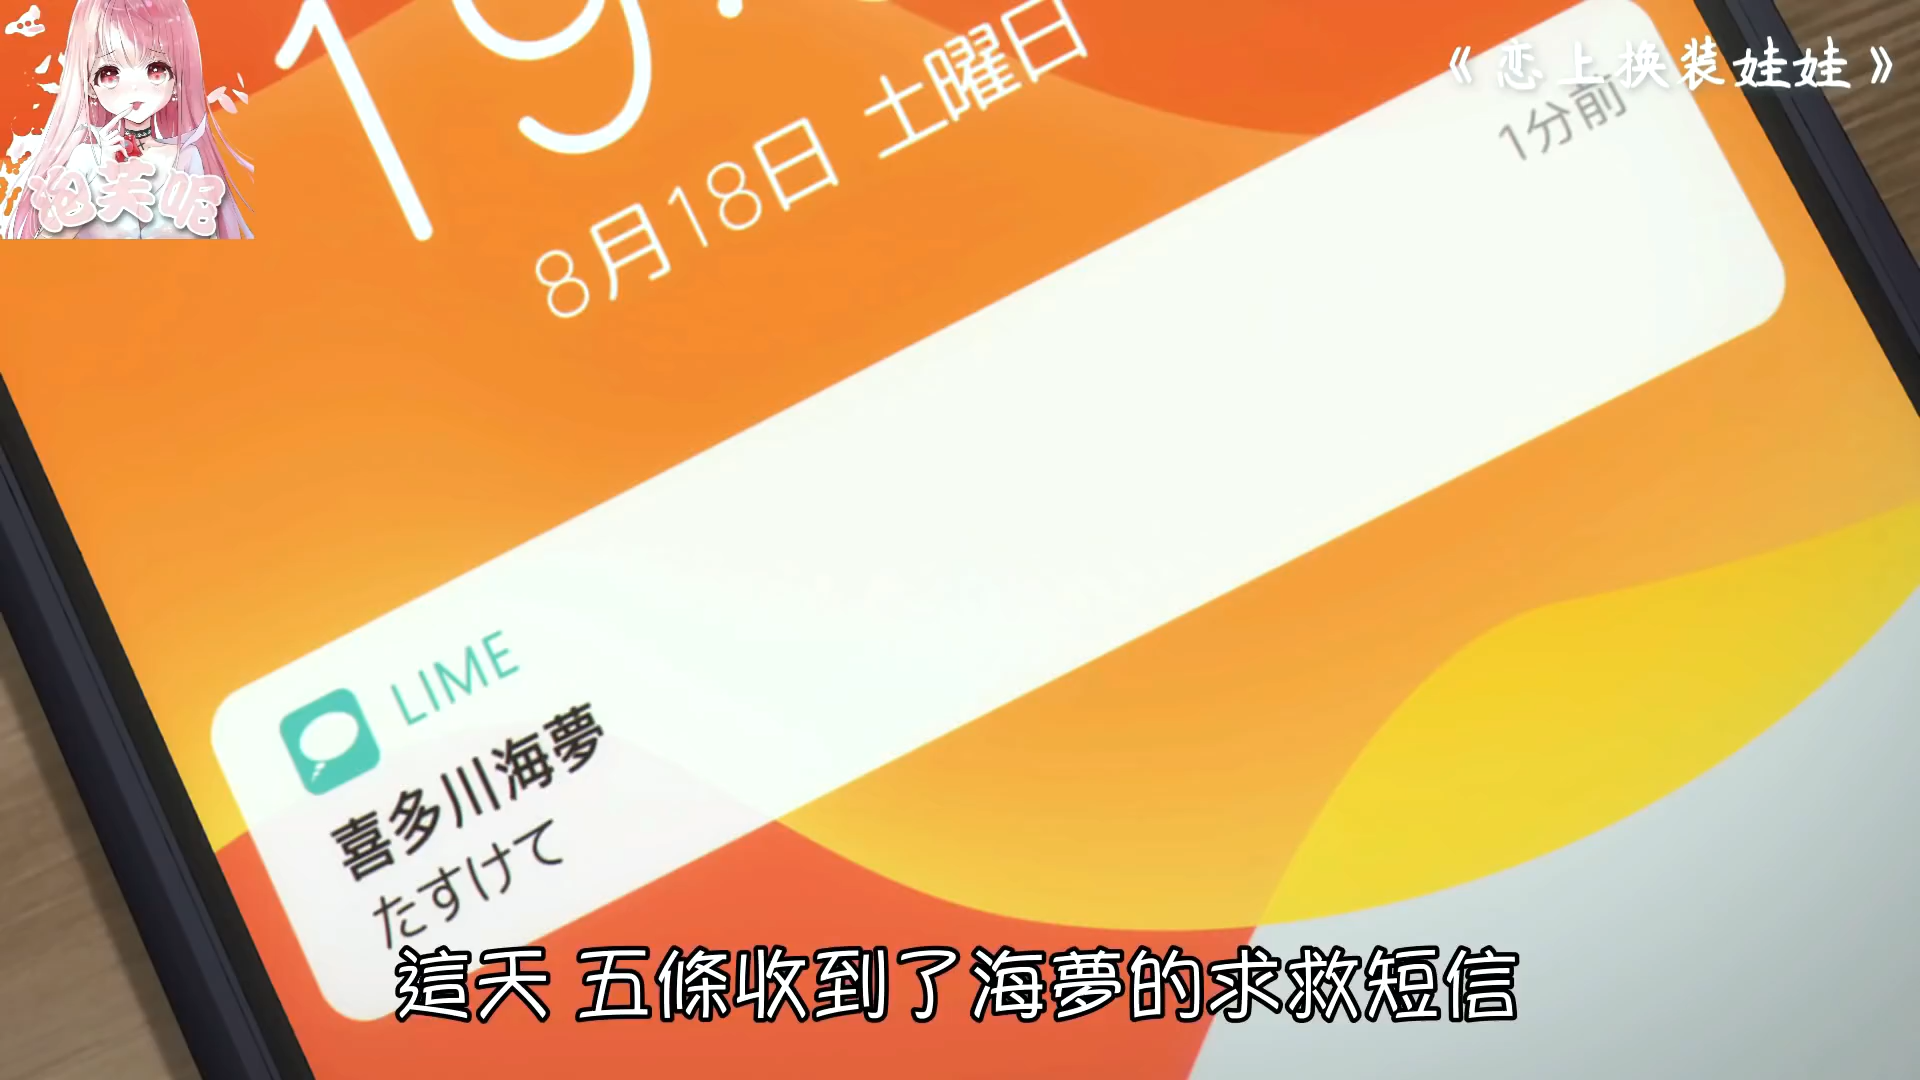 《恋上换装娃娃》
泡芙呢
19:
8月18日 土曜日
1分前
LIME
喜多川海夢
たすけて
這天 五條收到了海夢的求救短信